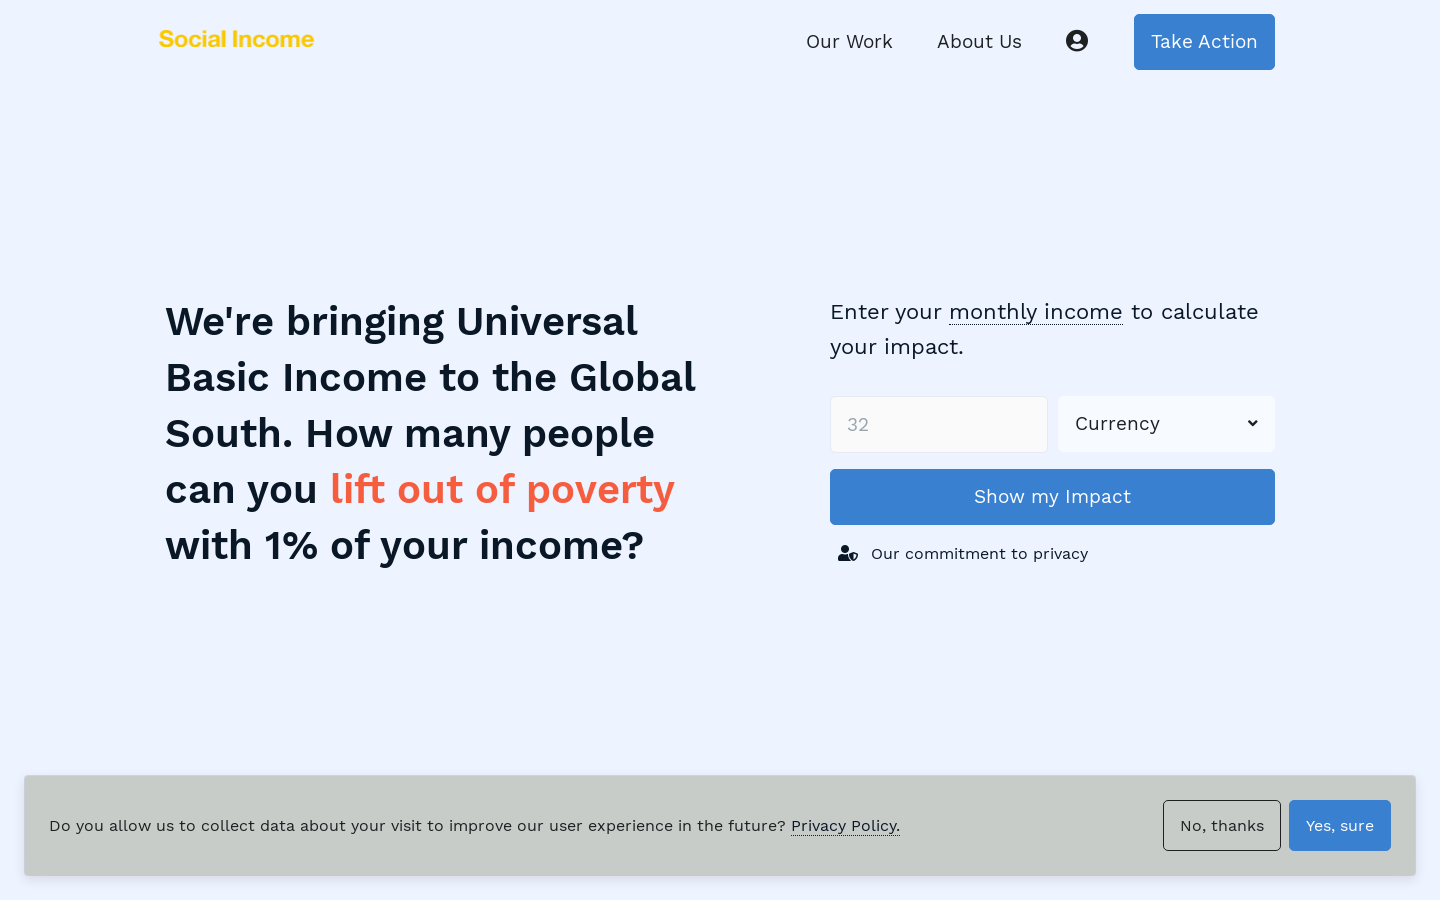 Social Income
Our Work
About Us
Take Action
We're bringing Universal
Basic Income to the Global
South. How many people
can you lift out of poverty
with 1% of your income?
Enter your monthly income to calculate
your impact.
32
Currency
Show my Impact
Our commitment to privacy
Do you allow us to collect data about your visit to improve our user experience in the future? Privacy Policy.
No, thanks
Yes, sure